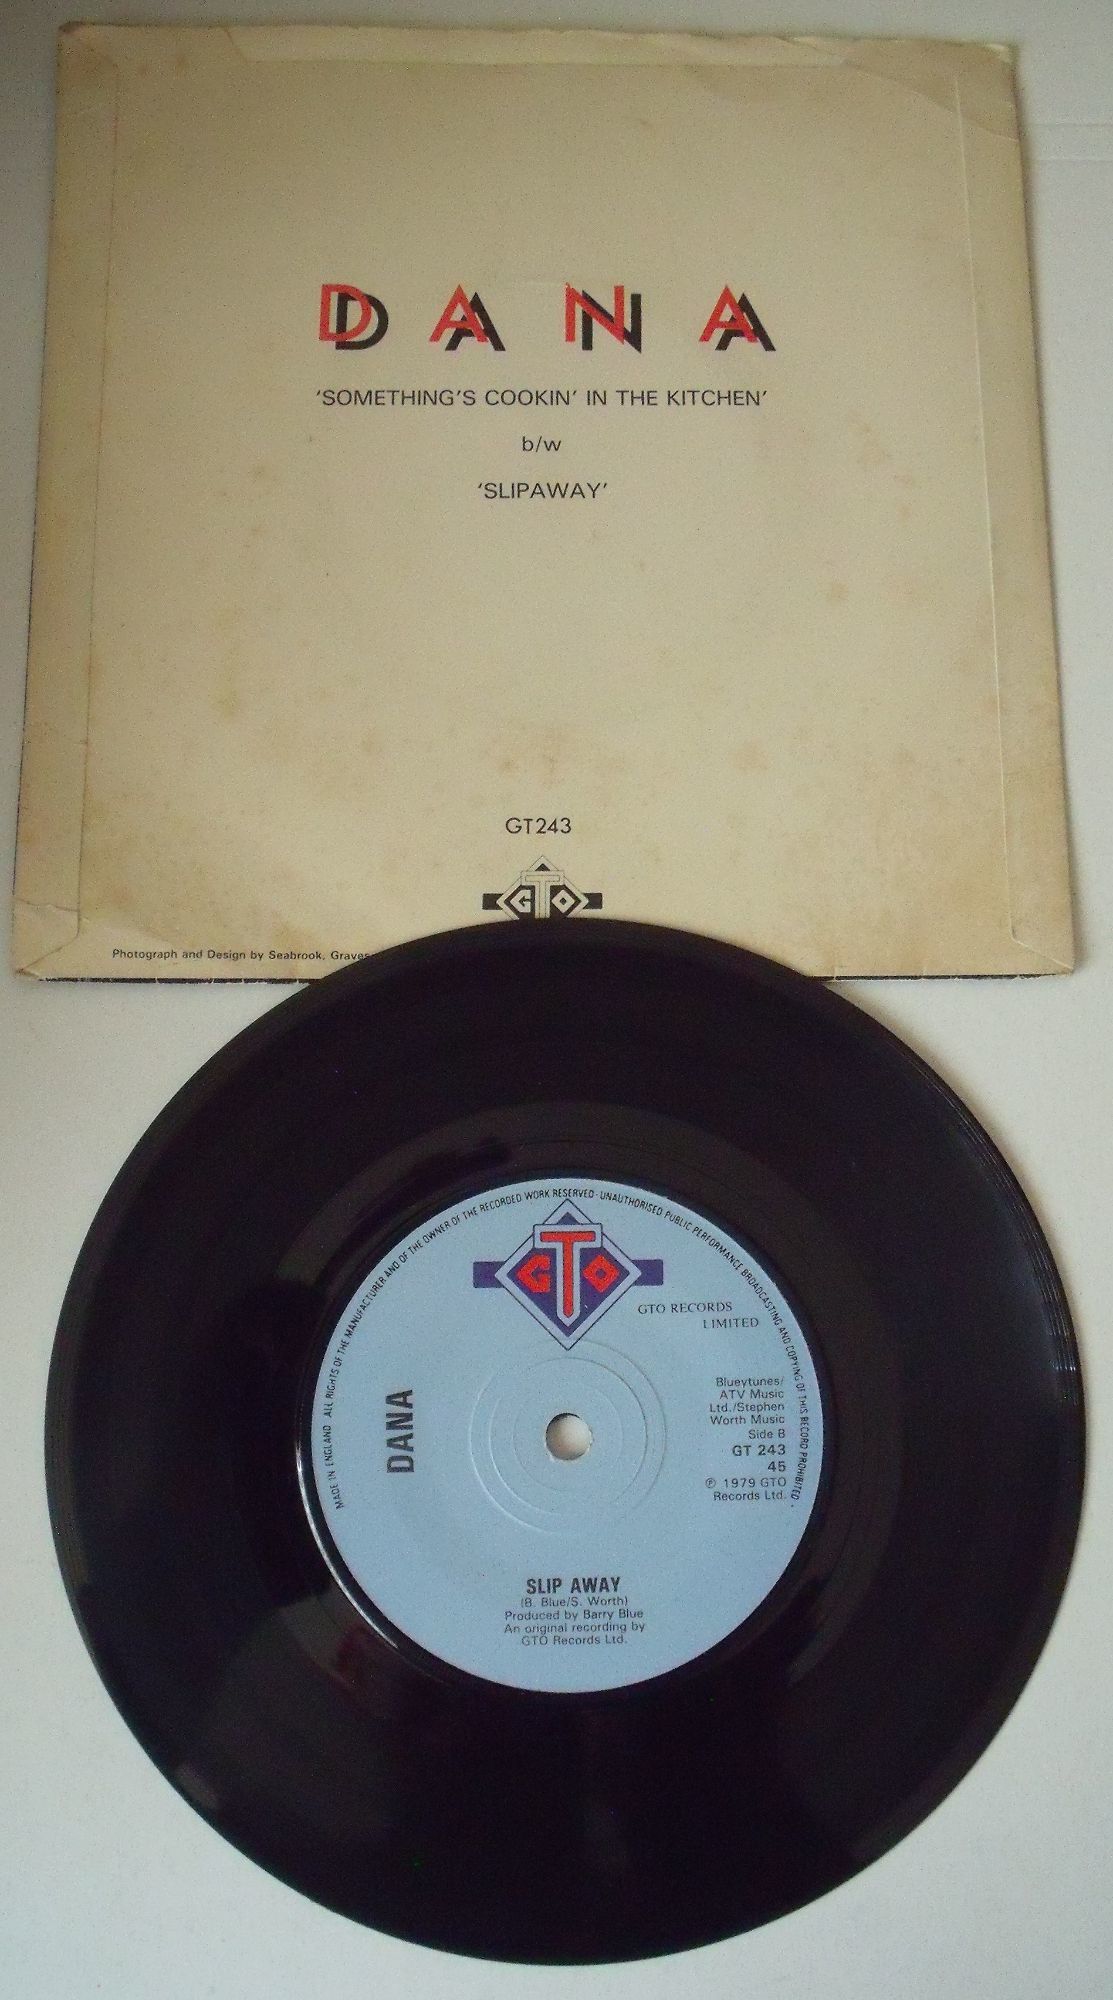 DANA
'SOMETHING'S COOKIN' IN THE KITCHEN'
b/w
'SLIPAWAY'
GT243
GTO
Photograph and Design by Seabrook,
MADE IN ENGLAND ALL RIGHTS OF THE MANUFACTURER AND OF THE OWNER OF THE RECORDED WORK RESERVED · UNAUTHORISED PUBLIC PERFORMANCE BROADCASTING AND COPYING OF THIS RECORD PROHIBITED ·
GTO
GTO RECORDS
LIMITED
DANA
Blueytunes/
ATV Music
Ltd./Stephen
Worth Music
Side B
GT 243
45
℗ 1979 GTO
Records Ltd.
SLIP AWAY
(B. Blue/S. Worth)
Produced by Barry Blue
An original recording by
GTO Records Ltd.